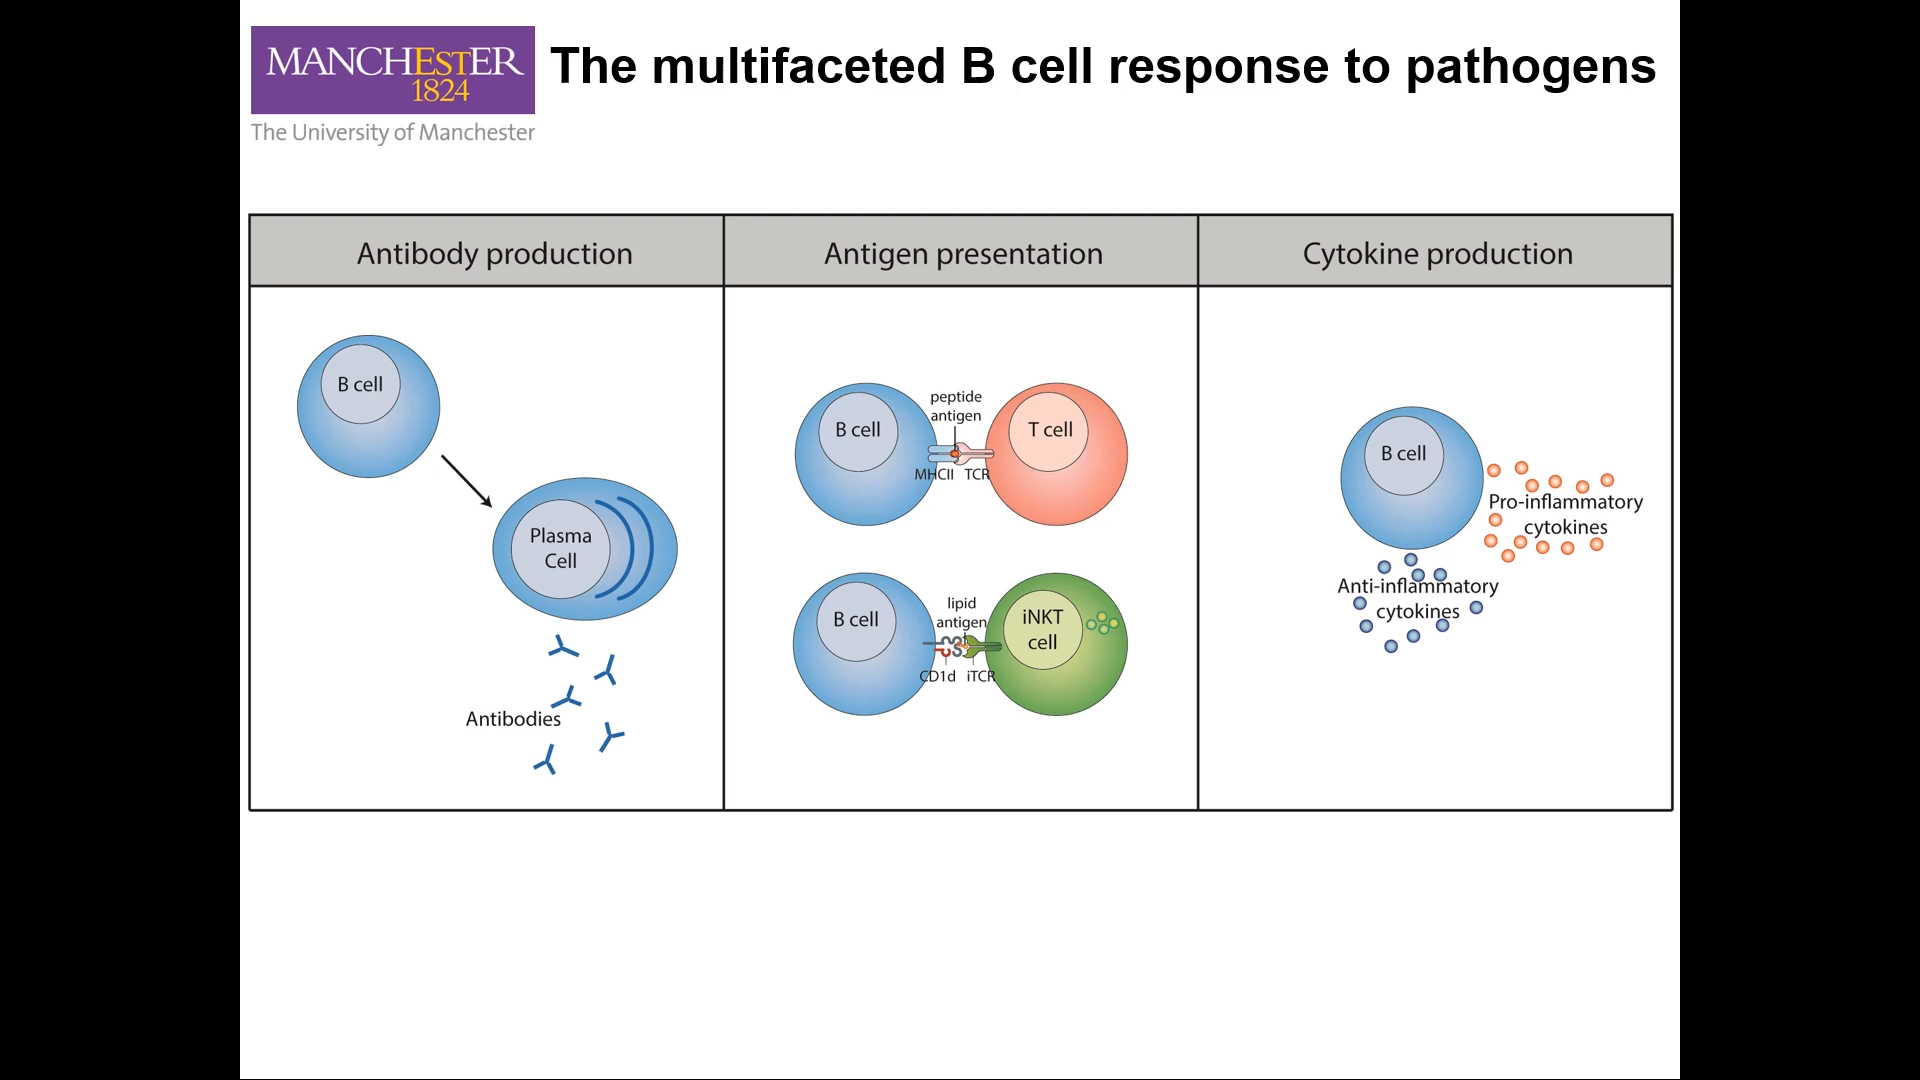 MANCHESTER
1824
The University of Manchester
The multifaceted B cell response to pathogens
Antibody production
Antigen presentation
Cytokine production
B cell
Plasma
Cell
Antibodies
B cell
peptide
antigen
T cell
MHCII TCR
B cell
lipid
antigen
iNKT
cell
CD1d iTCR
B cell
Pro-inflammatory
cytokines
Anti-inflammatory
cytokines